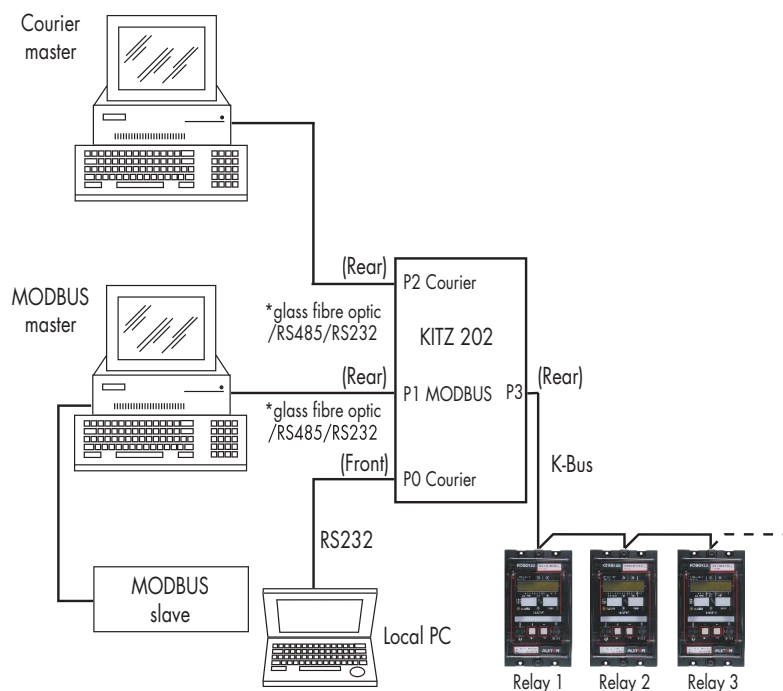 Courier
master
(Rear)
P2 Courier
*glass fibre optic
/RS485/RS232
MODBUS
master
KITZ 202
(Rear)
P1 MODBUS
P3
(Rear)
*glass fibre optic
/RS485/RS232
(Front)
P0 Courier
K-Bus
RS232
MODBUS
slave
Local PC
Relay 1
Relay 2
Relay 3